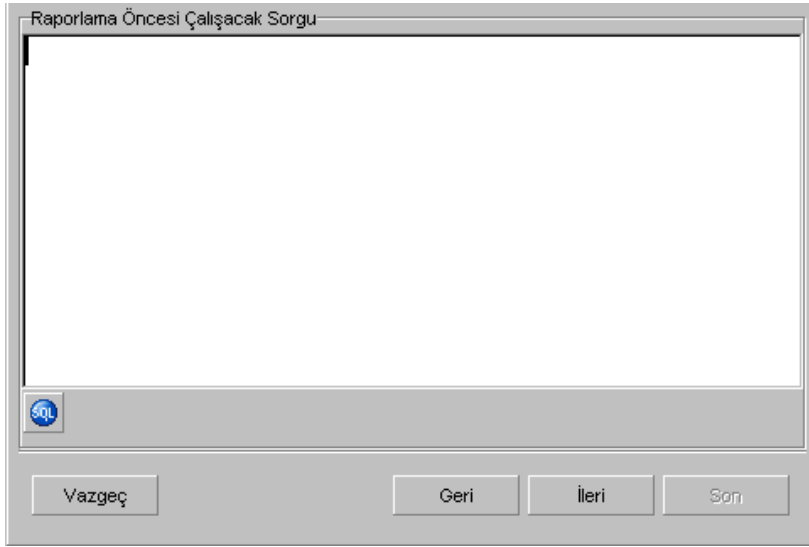 Raporlama Öncesi Çalışacak Sorgu
SQL
Vazgeç
Geri
İleri
Son